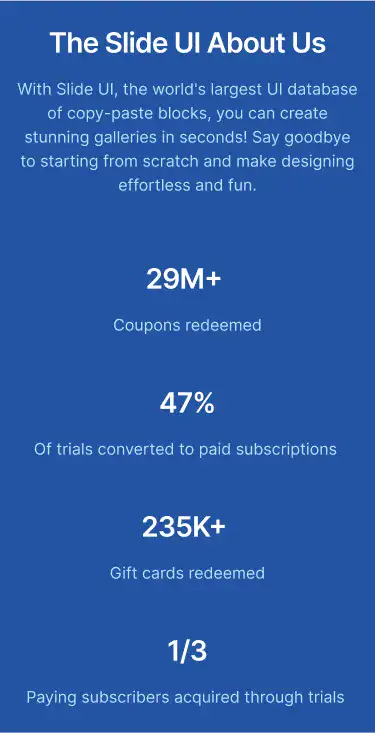 The Slide UI About Us
With Slide UI, the world's largest UI database
of copy-paste blocks, you can create
stunning galleries in seconds! Say goodbye
to starting from scratch and make designing
effortless and fun.
29M+
Coupons redeemed
47%
Of trials converted to paid subscriptions
235K+
Gift cards redeemed
1/3
Paying subscribers acquired through trials